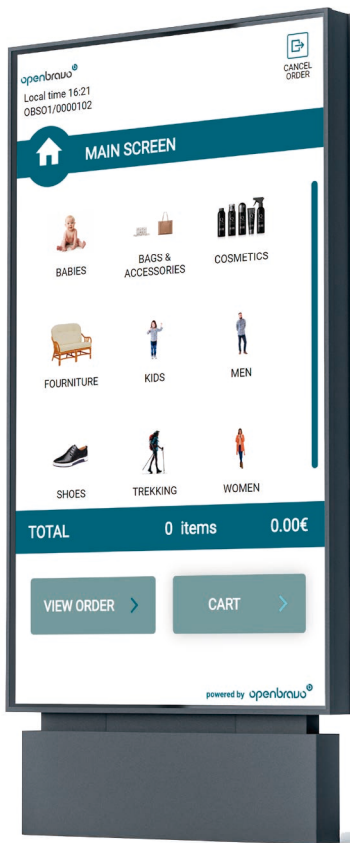 openbravo
CANCEL
ORDER
Local time 16:21
OBSO1/0000102
MAIN SCREEN
BABIES
BAGS &
ACCESSORIES
COSMETICS
FOURNITURE
KIDS
MEN
SHOES
TREKKING
WOMEN
TOTAL 0 items 0.00€
VIEW ORDER
CART
powered by openbravo